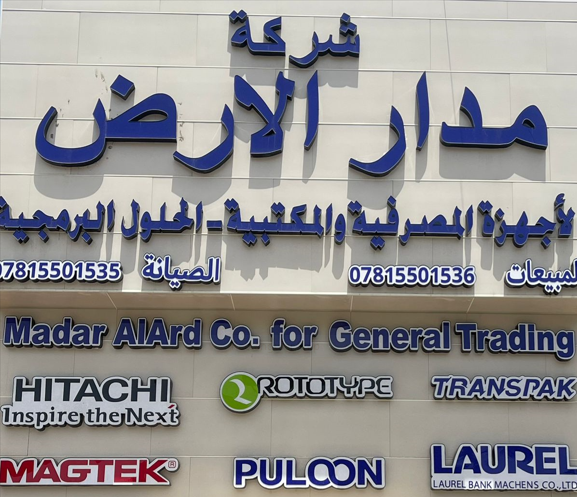 شركة
مدار الارض
لأجهزة المصرفية والمكتبية - الحلول البرمجية
لمبيعات 07815501536 الصيانة 07815501535
Madar AlArd Co. for General Trading
HITACHI
Inspire the Next
ROTOTYPE
TRANSPAK
MAGTEK®
PULOON
LAUREL
LAUREL BANK MACHENS CO.,LTD